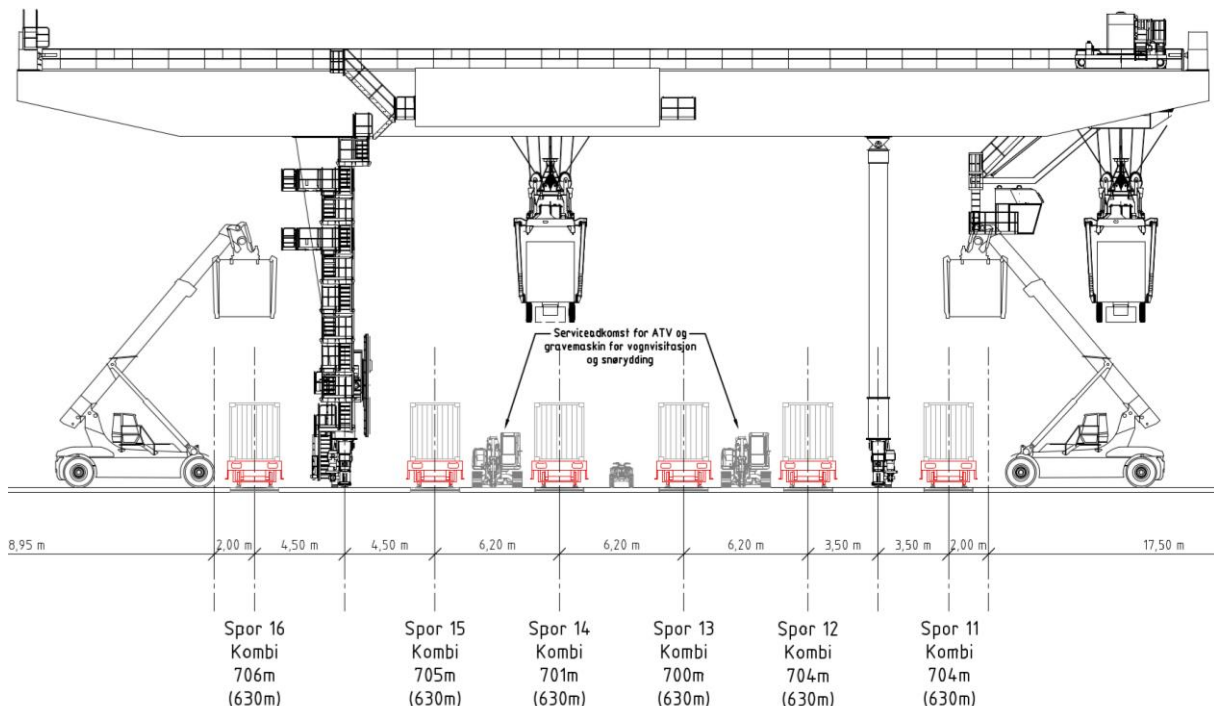 Serviceadkomst for ATV og
gravemaskin for vognvisitasjon
og snørydding
8,95 m
2,00 m
4,50 m
4,50 m
6,20 m
6,20 m
6,20 m
3,50 m
3,50 m
2,00 m
17,50 m
Spor 16
Kombi
706m
(630m)
Spor 15
Kombi
705m
(630m)
Spor 14
Kombi
701m
(630m)
Spor 13
Kombi
700m
(630m)
Spor 12
Kombi
704m
(630m)
Spor 11
Kombi
704m
(630m)